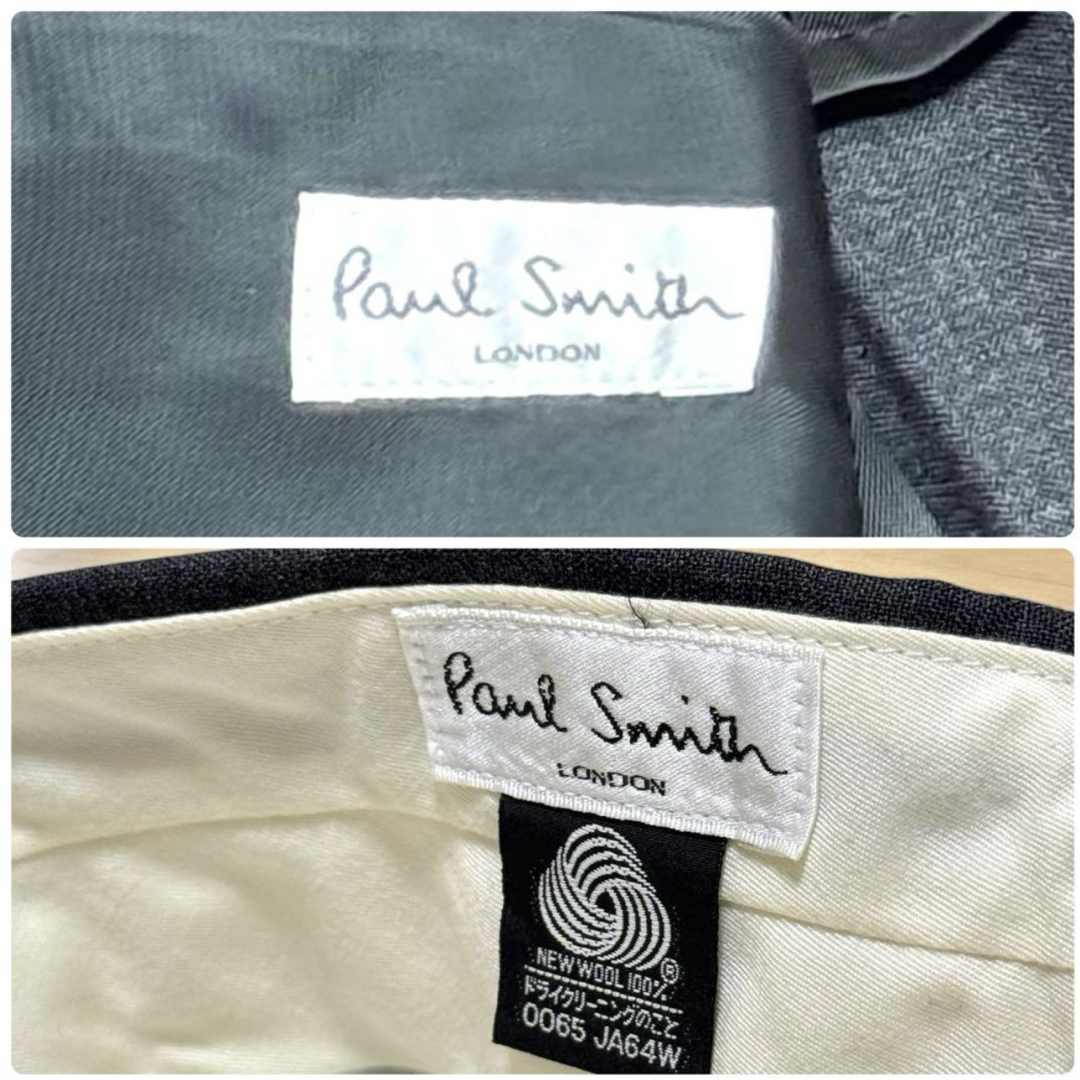 Paul Smith
LONDON
Paul Smith
LONDON
®
NEW WOOL 100%
ドライクリーニングのこと
0065 JA64W